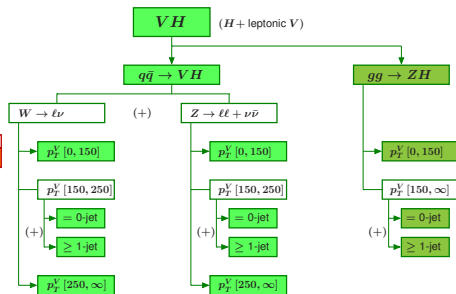 VH (H+ leptonic V)
qq̄ → VH
gg → ZH
W → ℓν (+) Z → ℓℓ + νν̄
p_T^V [0, 150] p_T^V [0, 150] p_T^V [0, 150]
p_T^V [150, 250] p_T^V [150, 250] p_T^V [150, ∞]
= 0-jet = 0-jet = 0-jet
(+) (+) (+)
≥ 1-jet ≥ 1-jet ≥ 1-jet
p_T^V [250, ∞] p_T^V [250, ∞]